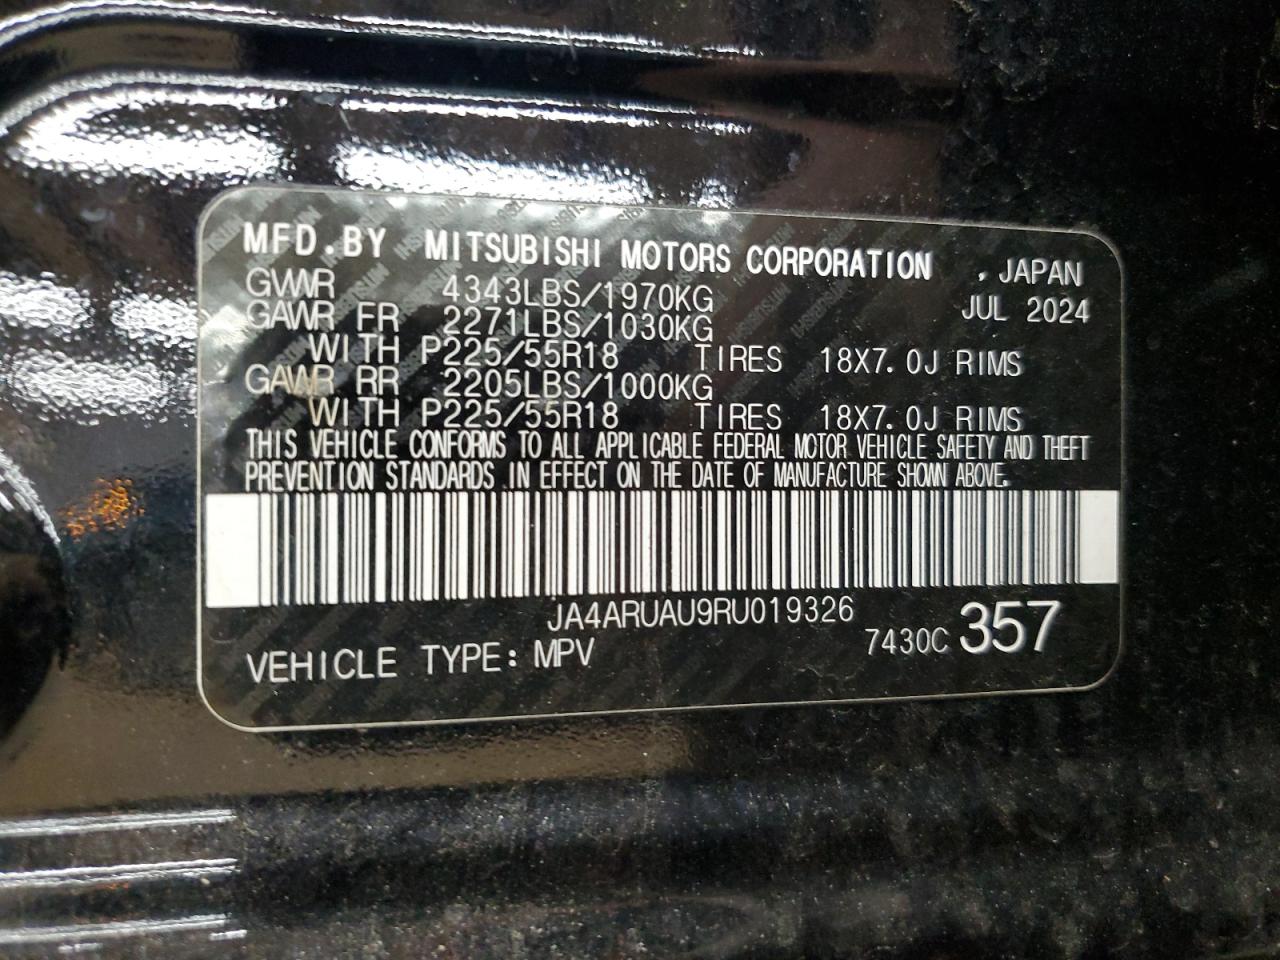 MFD.BY MITSUBISHI MOTORS CORPORATION , JAPAN
GVWR 4343LBS/1970KG JUL 2024
GAWR FR 2271LBS/1030KG
WITH P225/55R18 TIRES 18X7.0J RIMS
GAWR RR 2205LBS/1000KG
WITH P225/55R18 TIRES 18X7.0J RIMS
THIS VEHICLE CONFORMS TO ALL APPLICABLE FEDERAL MOTOR VEHICLE SAFETY AND THEFT
PREVENTION STANDARDS IN EFFECT ON THE DATE OF MANUFACTURE SHOWN ABOVE.
JA4ARUAU9RU019326
VEHICLE TYPE: MPV 7430C 357